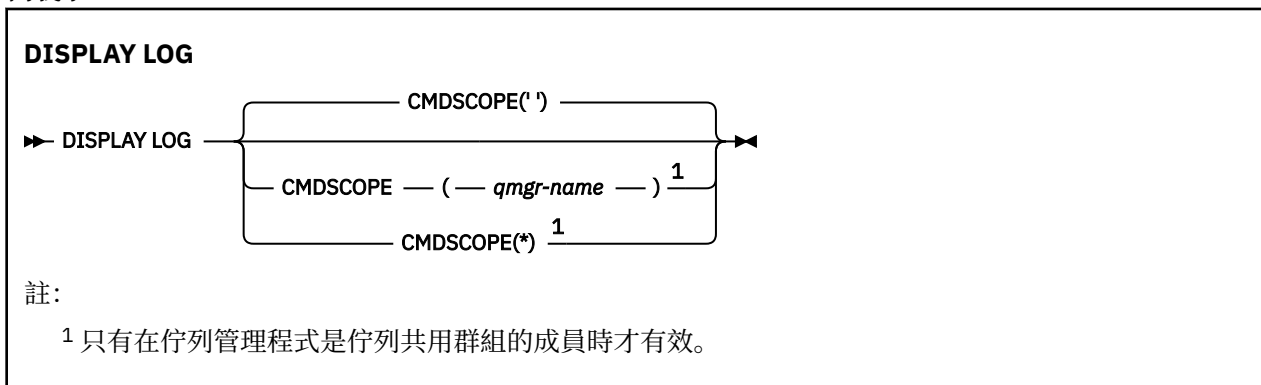 DISPLAY LOG
CMDSCOPE(' ')
DISPLAY LOG
CMDSCOPE ( qmgr-name ) 1
CMDSCOPE(*) 1
註:
1 只有在佇列管理程式是佇列共用群組的成員時才有效。